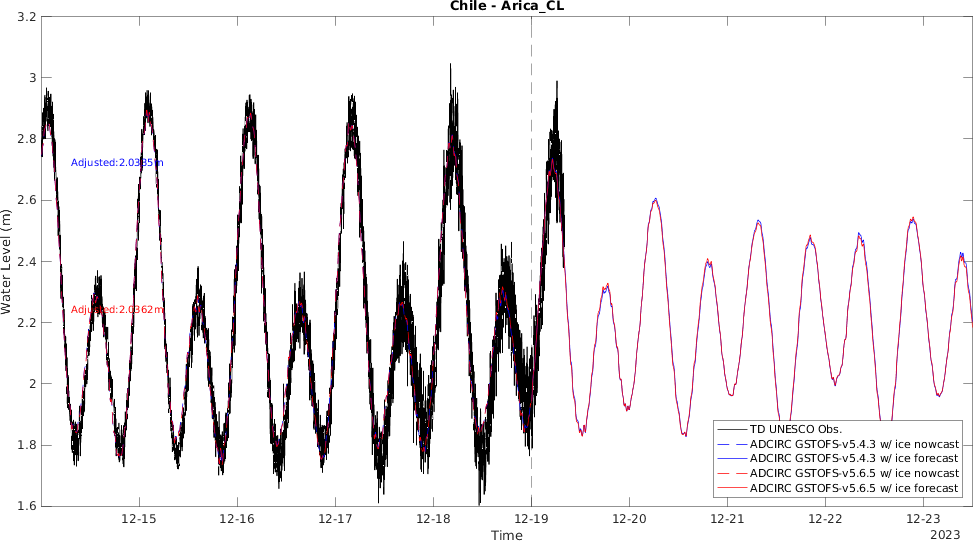 Chile - Arica_CL
3.2
3
2.8
2.6
2.4
2.2
2
1.8
1.6
Water Level (m)
Adjusted:2.0335m
Adjusted:2.0362m
TD UNESCO Obs.
ADCIRC GSTOFS-v5.4.3 w/ ice nowcast
ADCIRC GSTOFS-v5.4.3 w/ ice forecast
ADCIRC GSTOFS-v5.6.5 w/ ice nowcast
ADCIRC GSTOFS-v5.6.5 w/ ice forecast
12-15 12-16 12-17 12-18 12-19 12-20 12-21 12-22 12-23
Time
2023